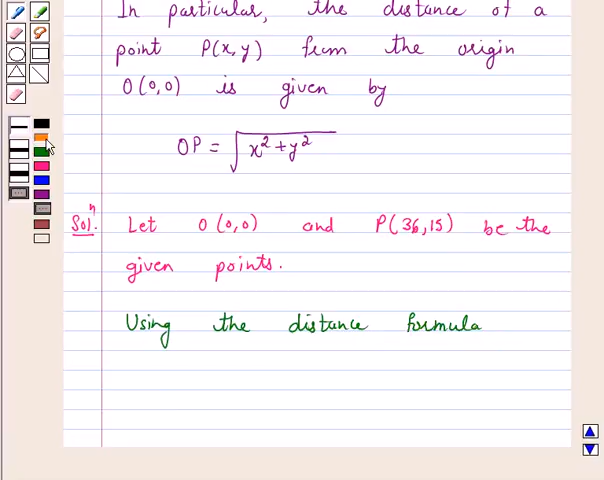 In particular, the distance of a
point P(x,y) from the origin
O(0,0) is given by
OP = √x²+y²
Solⁿ. Let O(0,0) and P(36,15) be the
given points.
Using the distance formula